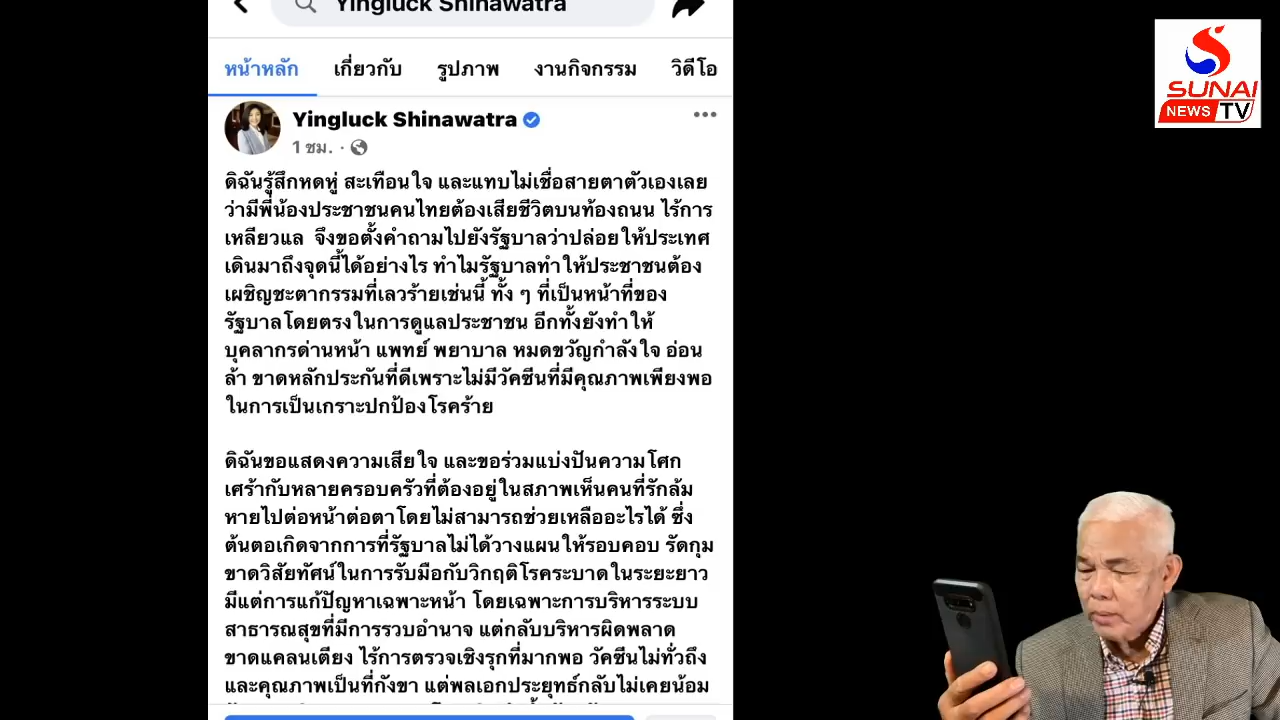 Yingluck Shinawatra
หน้าหลัก เกี่ยวกับ รูปภาพ งานกิจกรรม วิดีโอ
Yingluck Shinawatra
1 ชม. ·
ดิฉันรู้สึกหดหู่ สะเทือนใจ และแทบไม่เชื่อสายตาตัวเองเลย
ว่ามีพี่น้องประชาชนคนไทยต้องเสียชีวิตบนท้องถนน ไร้การ
เหลียวแล จึงขอตั้งคำถามไปยังรัฐบาลว่าปล่อยให้ประเทศ
เดินมาถึงจุดนี้ได้อย่างไร ทำไมรัฐบาลทำให้ประชาชนต้อง
เผชิญชะตากรรมที่เลวร้ายเช่นนี้ ทั้ง ๆ ที่เป็นหน้าที่ของ
รัฐบาลโดยตรงในการดูแลประชาชน อีกทั้งยังทำให้
บุคลากรด่านหน้า แพทย์ พยาบาล หมดขวัญกำลังใจ อ่อน
ล้า ขาดหลักประกันที่ดีเพราะไม่มีวัคซีนที่มีคุณภาพเพียงพอ
ในการเป็นเกราะปกป้องโรคร้าย
ดิฉันขอแสดงความเสียใจ และขอร่วมแบ่งปันความโศก
เศร้ากับหลายครอบครัวที่ต้องอยู่ในสภาพเห็นคนที่รักล้ม
หายไปต่อหน้าต่อตาโดยไม่สามารถช่วยเหลืออะไรได้ ซึ่ง
ต้นตอเกิดจากการที่รัฐบาลไม่ได้วางแผนให้รอบคอบ รัดกุม
ขาดวิสัยทัศน์ในการรับมือกับวิกฤติโรคระบาดในระยะยาว
มีแต่การแก้ปัญหาเฉพาะหน้า โดยเฉพาะการบริหารระบบ
สาธารณสุขที่มีการรวบอำนาจ แต่กลับบริหารผิดพลาด
ขาดแคลนเตียง ไร้การตรวจเชิงรุกที่มากพอ วัคซีนไม่ทั่วถึง
และคุณภาพเป็นที่กังขา แต่พลเอกประยุทธ์กลับไม่เคยน้อม
SUNAI
NEWS TV